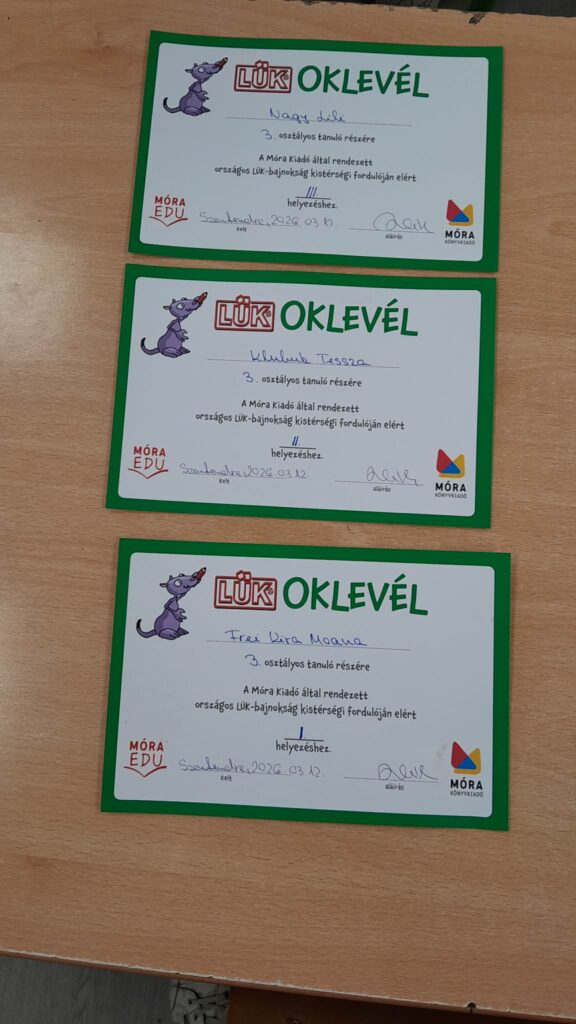 LÜK OKLEVÉL
Nagy Lili
3. osztályos tanuló részére
A Móra Kiadó által rendezett
országos LÜK-bajnokság kistérségi fordulóján elért
III
helyezéshez.
MÓRA
EDU
Szentendre, 2026. 03. 12.
kelt
aláírás
MÓRA
KÖNYVKIADÓ
LÜK OKLEVÉL
Tessza
3. osztályos tanuló részére
A Móra Kiadó által rendezett
országos LÜK-bajnokság kistérségi fordulóján elért
II
helyezéshez.
MÓRA
EDU
Szentendre, 2026. 03. 12
kelt
aláírás
MÓRA
KÖNYVKIADÓ
LÜK OKLEVÉL
Frei Kira Moana
3. osztályos tanuló részére
A Móra Kiadó által rendezett
országos LÜK-bajnokság kistérségi fordulóján elért
I
helyezéshez.
MÓRA
EDU
Szentendre, 2026. 03. 12.
kelt
aláírás
MÓRA
KÖNYVKIADÓ